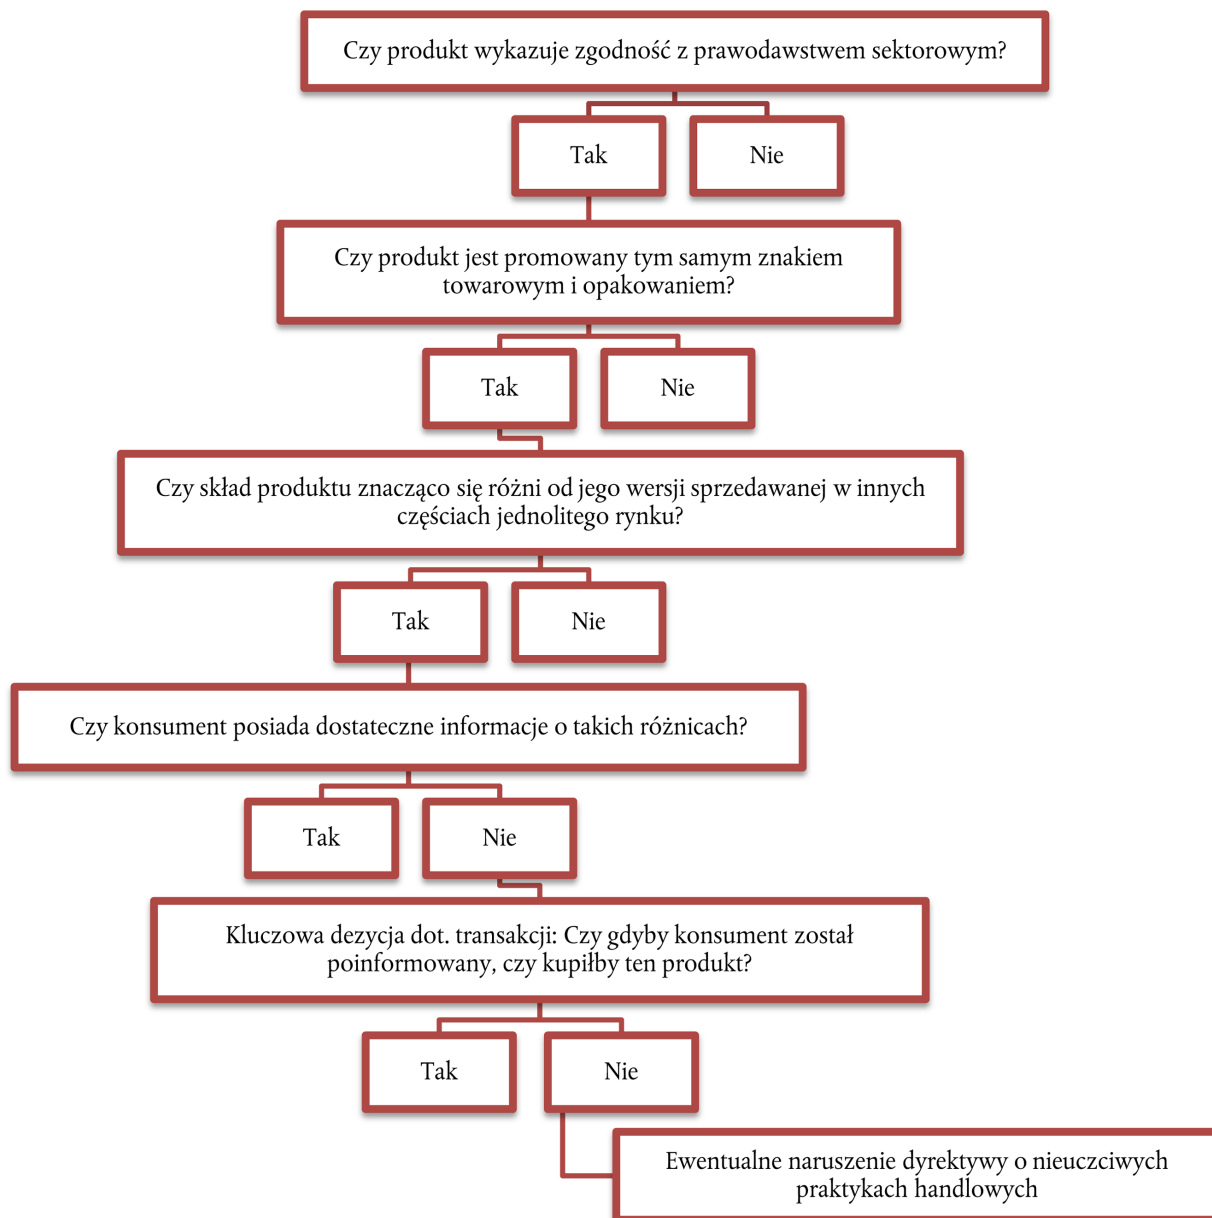 Czy produkt wykazuje zgodność z prawodawstwem sektorowym?
Tak
Nie
Czy produkt jest promowany tym samym znakiem
towarowym i opakowaniem?
Tak
Nie
Czy skład produktu znacząco się różni od jego wersji sprzedawanej w innych
częściach jednolitego rynku?
Tak
Nie
Czy konsument posiada dostateczne informacje o takich różnicach?
Tak
Nie
Kluczowa dezycja dot. transakcji: Czy gdyby konsument został
poinformowany, czy kupiłby ten produkt?
Tak
Nie
Ewentualne naruszenie dyrektywy o nieuczciwych
praktykach handlowych